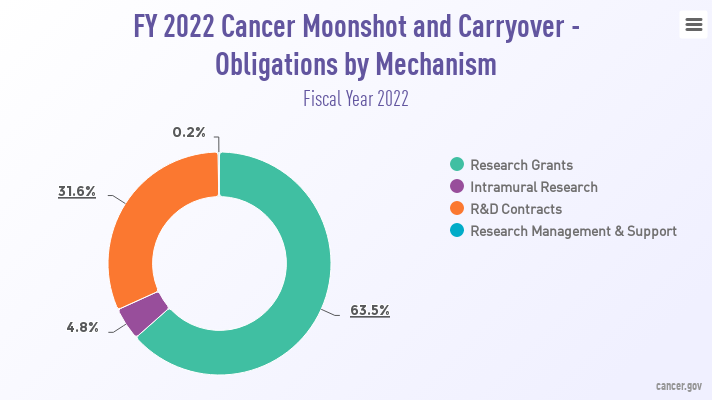 FY 2022 Cancer Moonshot and Carryover -
Obligations by Mechanism
Fiscal Year 2022
0.2%
31.6%
4.8%
63.5%
Research Grants
Intramural Research
R&D Contracts
Research Management & Support
cancer.gov